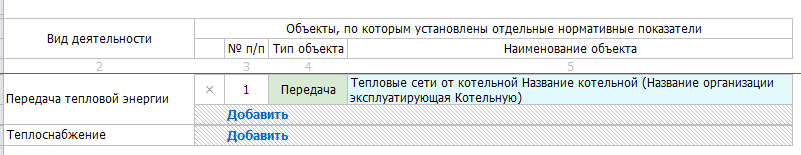 Вид деятельности
Объекты, по которым установлены отдельные нормативные показатели
№ п/п Тип объекта Наименование объекта
2 3 4 5
Передача тепловой энергии
× 1 Передача Тепловые сети от котельной Название котельной (Название организации
эксплуатирующая Котельную)
Добавить
Теплоснабжение Добавить